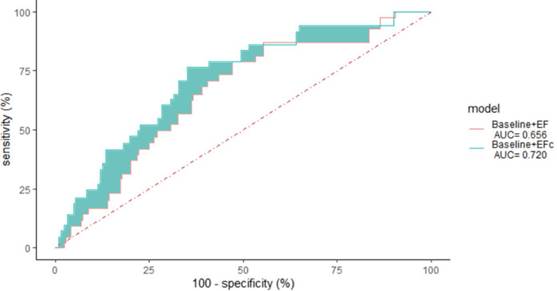 100
75
50
25
0
sensitivity (%)
0 25 50 75 100
100 - specificity (%)
model
Baseline+EF
AUC= 0.656
Baseline+EFc
AUC= 0.720